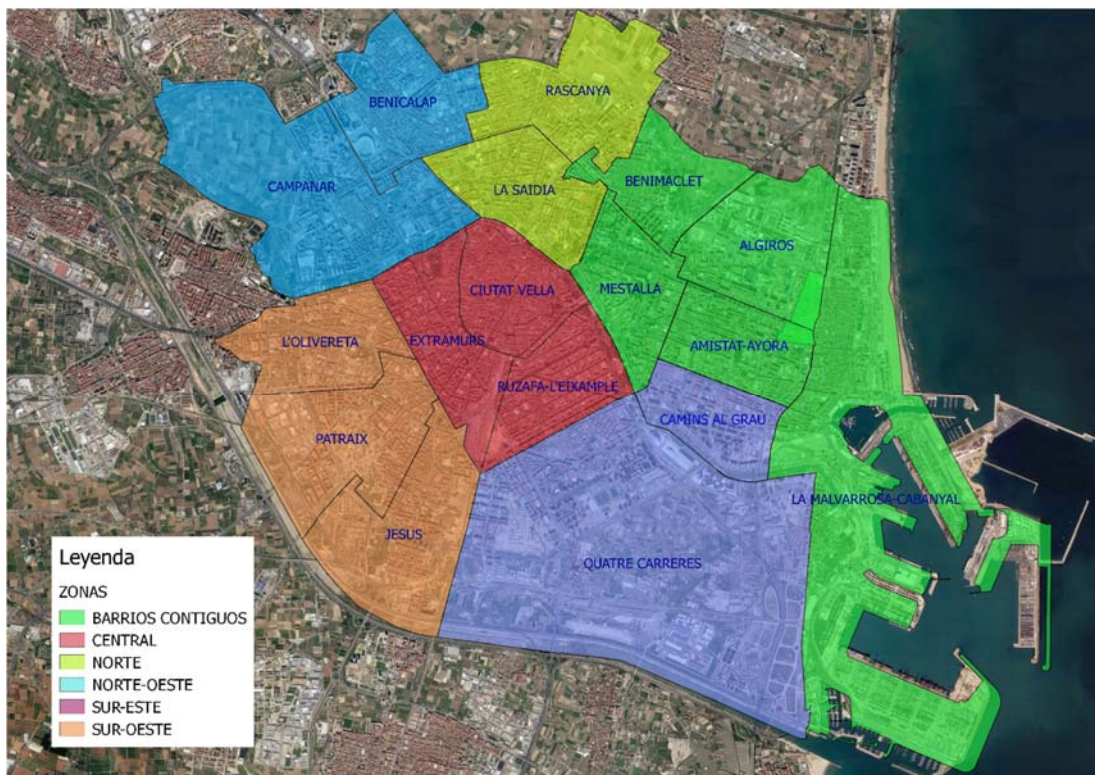 RASCANYA
BENICALAP
CAMPANAR
LA SAIDIA
BENIMACLET
ALGIROS
CIUTAT VELLA
MESTALLA
L'OLIVERETA
EXTRAMURS
AMISTAT-AYORA
RUZAFA-L'EIXAMPLE
CAMINS AL GRAU
PATRAIX
LA MALVARROSA-CABANYAL
JESUS
QUATRE CARRERES
Leyenda
ZONAS
BARRIOS CONTIGUOS
CENTRAL
NORTE
NORTE-OESTE
SUR-ESTE
SUR-OESTE